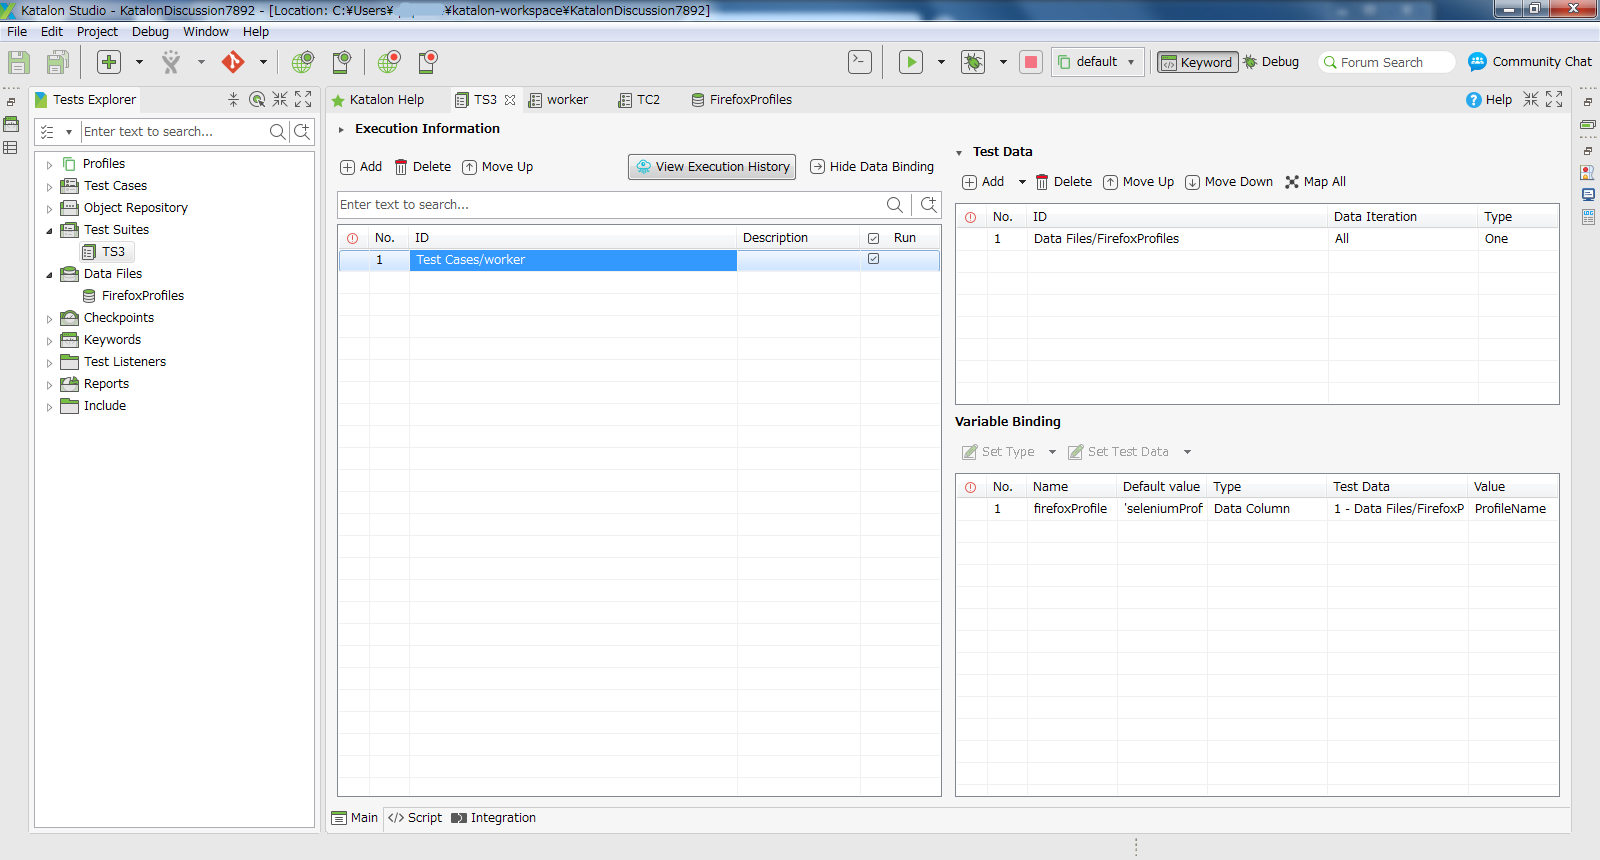 Katalon Studio - KatalonDiscussion7892 - [Location: C:¥Users¥ ¥katalon-workspace¥KatalonDiscussion7892]
File Edit Project Debug Window Help
default Keyword Debug Forum Search Community Chat
Tests Explorer
Enter text to search...
Profiles
Test Cases
Object Repository
Test Suites
TS3
Data Files
FirefoxProfiles
Checkpoints
Keywords
Test Listeners
Reports
Include
Katalon Help TS3 worker TC2 FirefoxProfiles Help
Execution Information
Add Delete Move Up View Execution History Hide Data Binding
Enter text to search...
No. ID Description Run
1 Test Cases/worker
Test Data
Add Delete Move Up Move Down Map All
No. ID Data Iteration Type
1 Data Files/FirefoxProfiles All One
Variable Binding
Set Type Set Test Data
No. Name Default value Type Test Data Value
1 firefoxProfile 'seleniumProf Data Column 1 - Data Files/FirefoxP ProfileName
Main </> Script Integration